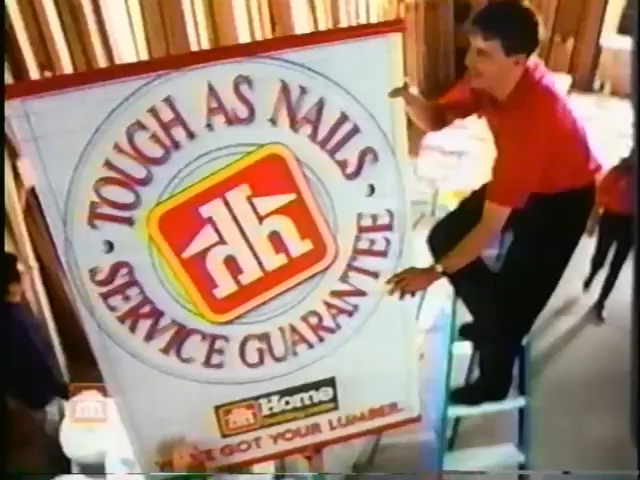 TOUGH AS NAILS
SERVICE GUARANTEE
Home
GOT YOUR LUMBER.